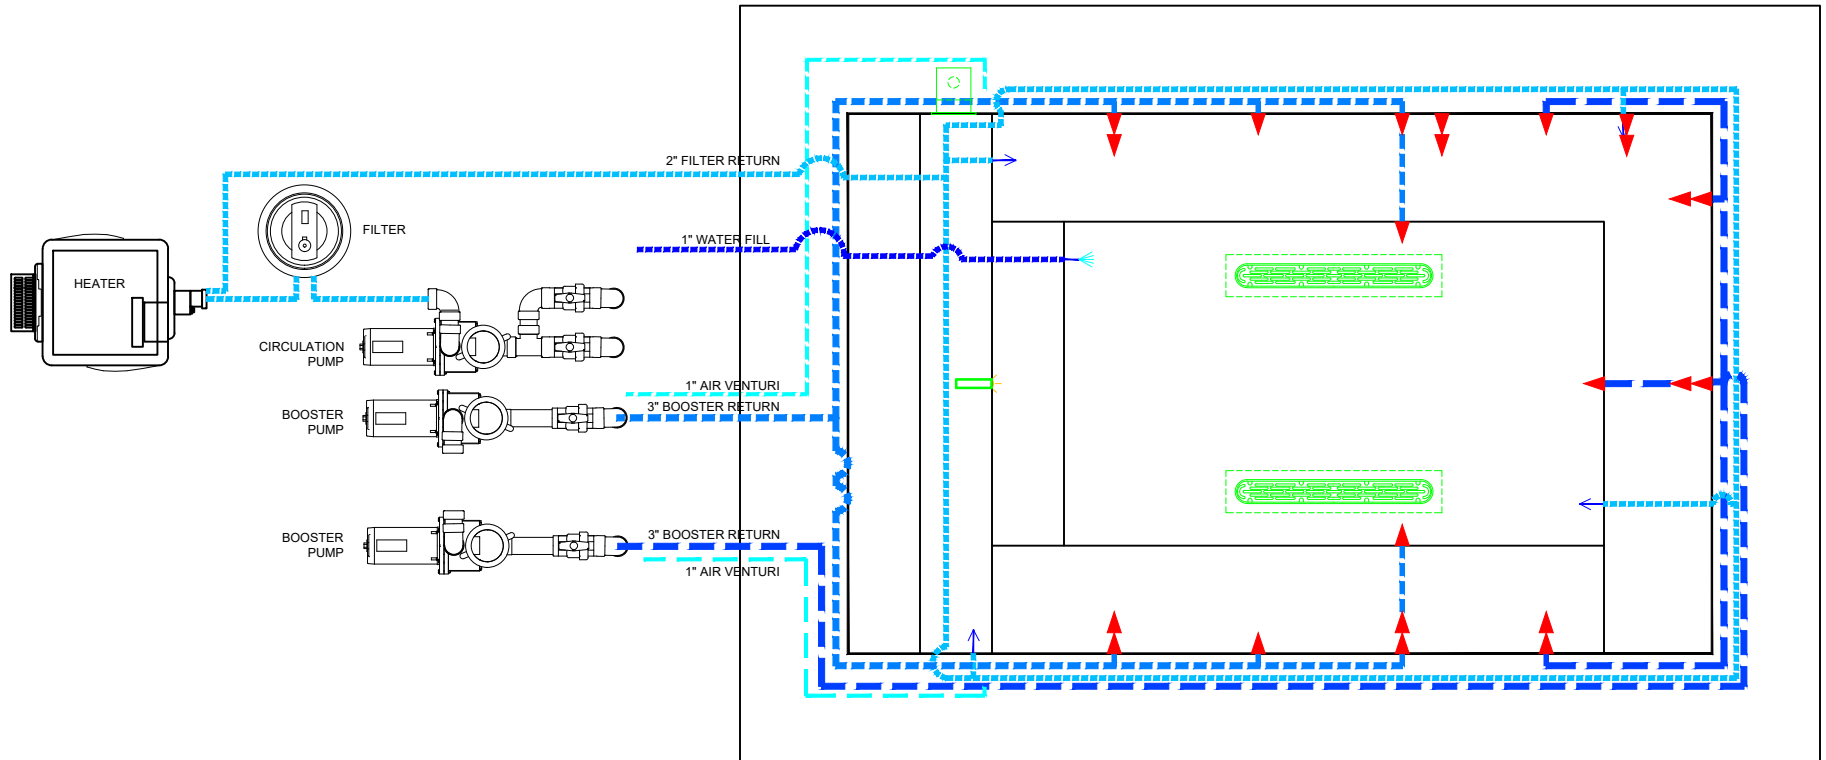 2" FILTER RETURN
FILTER
1" WATER FILL
HEATER
CIRCULATION
PUMP
1" AIR VENTURI
3" BOOSTER RETURN
BOOSTER
PUMP
3" BOOSTER RETURN
BOOSTER
PUMP
1" AIR VENTURI